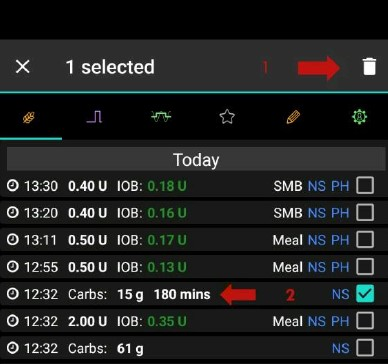 1 selected 1
Today
13:30 0.40 U IOB: 0.18 U SMB NS PH
13:20 0.40 U IOB: 0.16 U SMB NS PH
13:11 0.50 U IOB: 0.17 U Meal NS PH
12:55 0.50 U IOB: 0.13 U Meal NS PH
12:32 Carbs: 15 g 180 mins 2 NS
12:32 2.00 U IOB: 0.35 U Meal NS PH
12:32 Carbs: 61 g NS